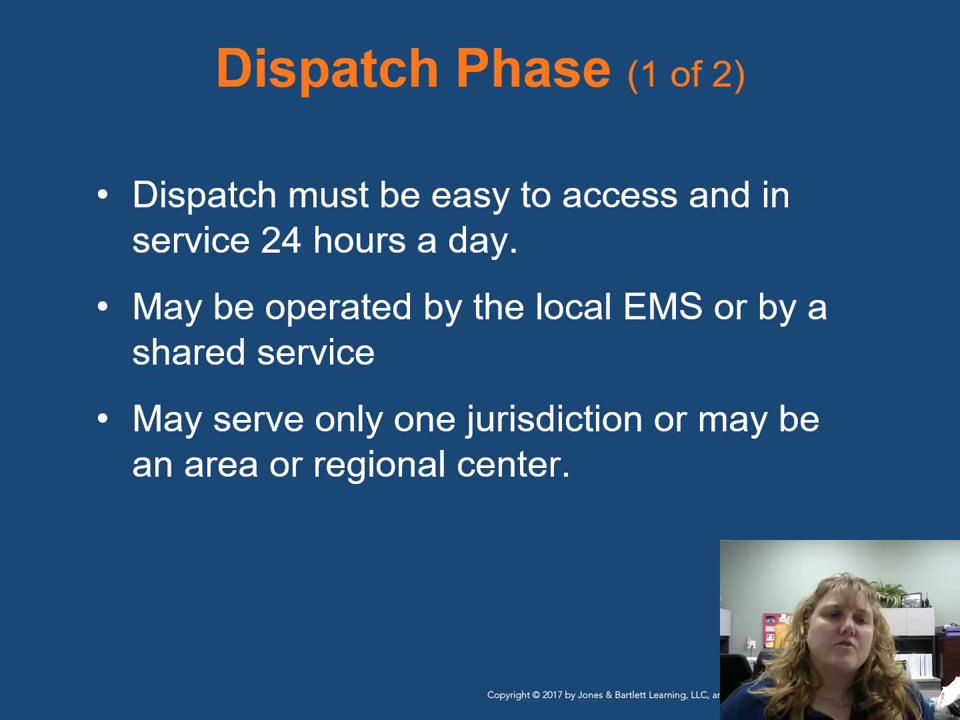 Dispatch Phase (1 of 2)
• Dispatch must be easy to access and in
service 24 hours a day.
• May be operated by the local EMS or by a
shared service
• May serve only one jurisdiction or may be
an area or regional center.
Copyright © 2017 by Jones & Bartlett Learning, LLC,